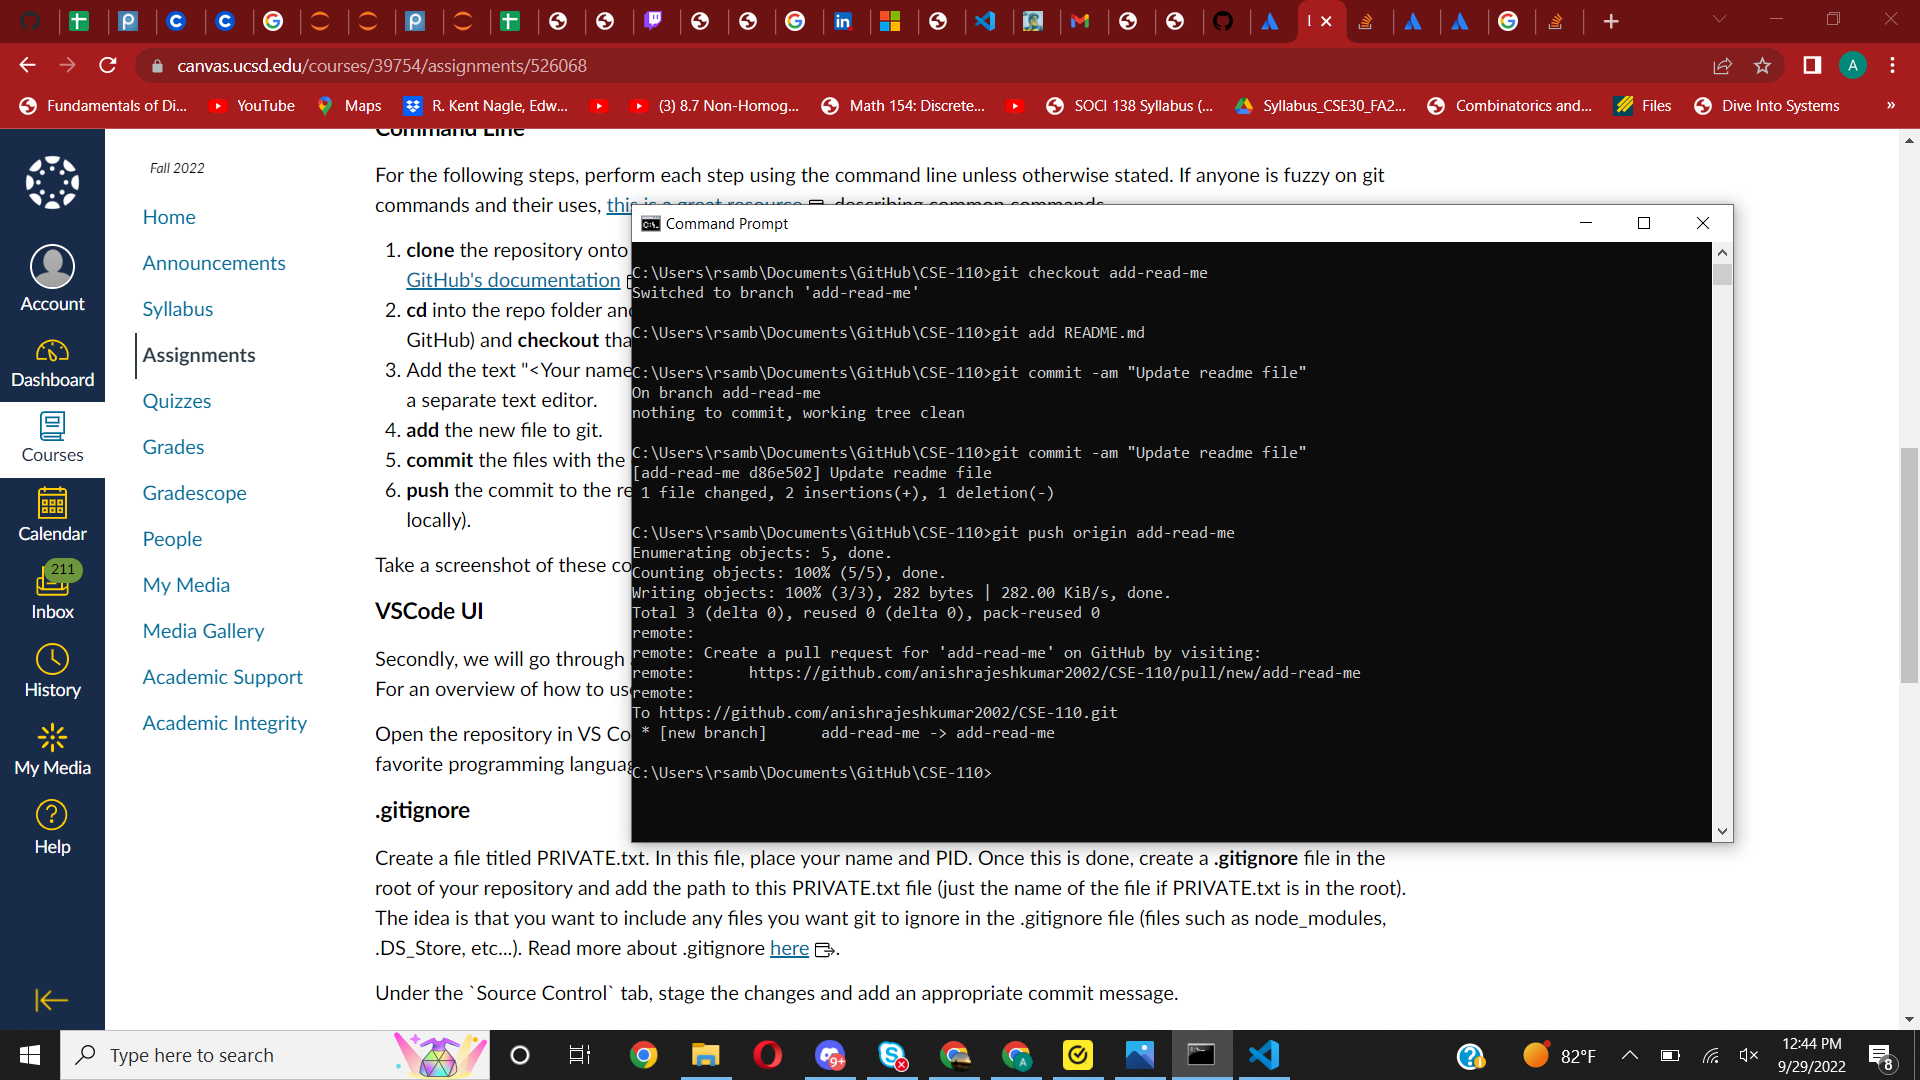 canvas.ucsd.edu/courses/39754/assignments/526068
A
Fundamentals of Di...
YouTube
Maps
R. Kent Nagle, Edw...
(3) 8.7 Non-Homog...
Math 154: Discrete...
SOCI 138 Syllabus (...
Syllabus_CSE30_FA2...
Combinatorics and...
Files
Dive Into Systems
»
Account
Dashboard
Courses
Calendar
211
Inbox
History
My Media
Help
Fall 2022
Home
Announcements
Syllabus
Assignments
Quizzes
Grades
Gradescope
People
My Media
Media Gallery
Academic Support
Academic Integrity
Command Line
For the following steps, perform each step using the command line unless otherwise stated. If anyone is fuzzy on git
commands and their uses, this is a great resource describing common commands
1. clone the repository onto
GitHub's documentation
2. cd into the repo folder and
GitHub) and checkout tha
3. Add the text "<Your name
a separate text editor.
4. add the new file to git.
5. commit the files with the
6. push the commit to the re
locally).
Take a screenshot of these co
VSCode UI
Secondly, we will go through
For an overview of how to us
Open the repository in VS Co
favorite programming languag
.gitignore
Create a file titled PRIVATE.txt. In this file, place your name and PID. Once this is done, create a .gitignore file in the
root of your repository and add the path to this PRIVATE.txt file (just the name of the file if PRIVATE.txt is in the root).
The idea is that you want to include any files you want git to ignore in the .gitignore file (files such as node_modules,
.DS_Store, etc...). Read more about .gitignore here.
Under the `Source Control` tab, stage the changes and add an appropriate commit message.
Command Prompt
C:\Users\rsamb\Documents\GitHub\CSE-110>git checkout add-read-me
Switched to branch 'add-read-me'
C:\Users\rsamb\Documents\GitHub\CSE-110>git add README.md
C:\Users\rsamb\Documents\GitHub\CSE-110>git commit -am "Update readme file"
On branch add-read-me
nothing to commit, working tree clean
C:\Users\rsamb\Documents\GitHub\CSE-110>git commit -am "Update readme file"
[add-read-me d86e502] Update readme file
1 file changed, 2 insertions(+), 1 deletion(-)
C:\Users\rsamb\Documents\GitHub\CSE-110>git push origin add-read-me
Enumerating objects: 5, done.
Counting objects: 100% (5/5), done.
Writing objects: 100% (3/3), 282 bytes | 282.00 KiB/s, done.
Total 3 (delta 0), reused 0 (delta 0), pack-reused 0
remote:
remote: Create a pull request for 'add-read-me' on GitHub by visiting:
remote:      https://github.com/anishrajeshkumar2002/CSE-110/pull/new/add-read-me
remote:
To https://github.com/anishrajeshkumar2002/CSE-110.git
* [new branch]      add-read-me -> add-read-me
C:\Users\rsamb\Documents\GitHub\CSE-110>
Type here to search
9+
A
82°F
12:44 PM
9/29/2022
8